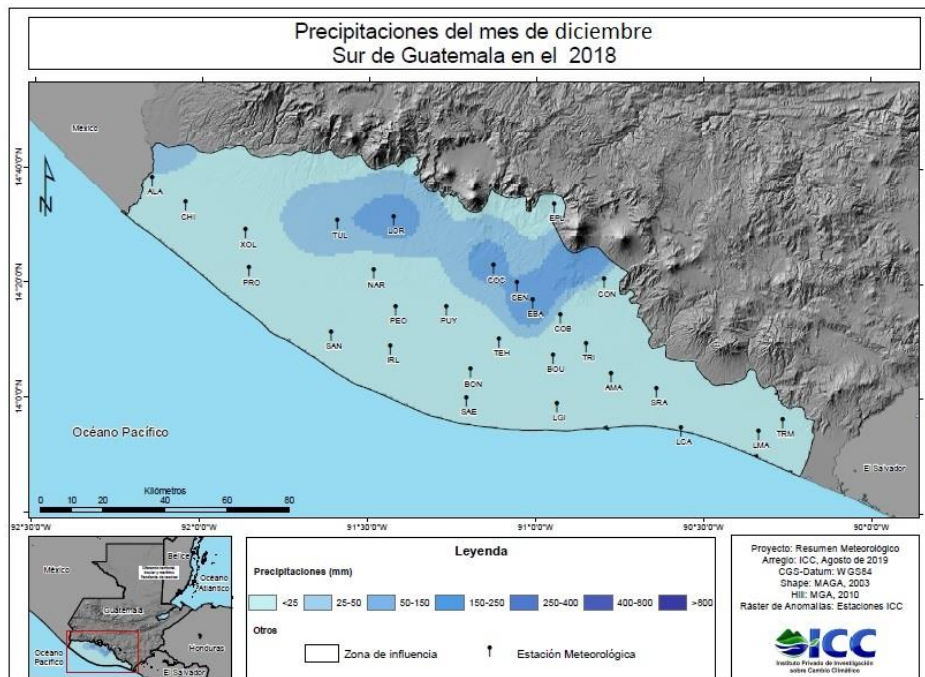 Precipitaciones del mes de diciembre
Sur de Guatemala en el 2018
México
14°40'0"N
14°20'0"N
14°0'0"N
N
ALA
CHI
XOL
PRO
TUL
LOR
NAR
EPL
COC
CEN
EBA
CON
COB
PEO
PUY
SAN
IRL
TEH
TRI
BOU
BON
AMA
SRA
SAE
LGI
LCA
LMA
TRM
Océano Pacífico
El Salvador
Kilómetros
0 10 20 40 60 80
92°30'0"W
92°0'0"W
91°30'0"W
91°0'0"W
90°30'0"W
90°0'0"W
México
Belice
Océano
Atlántico
Guatemala
Honduras
Océano
Pacífico
El Salvador
Leyenda
Precipitaciones (mm)
<25
25-50
50-150
150-250
250-400
400-800
>800
Otros
Zona de influencia
Estación Meteorológica
Proyecto: Resumen Meteorológico
Arreglo: ICC, Agosto de 2019
CGS-Datum: WGS84
Shape: MAGA, 2003
Hill: MGA, 2010
Ráster de Anomalías: Estaciones ICC
ICC
Instituto Privado de Investigación
sobre Cambio Climático